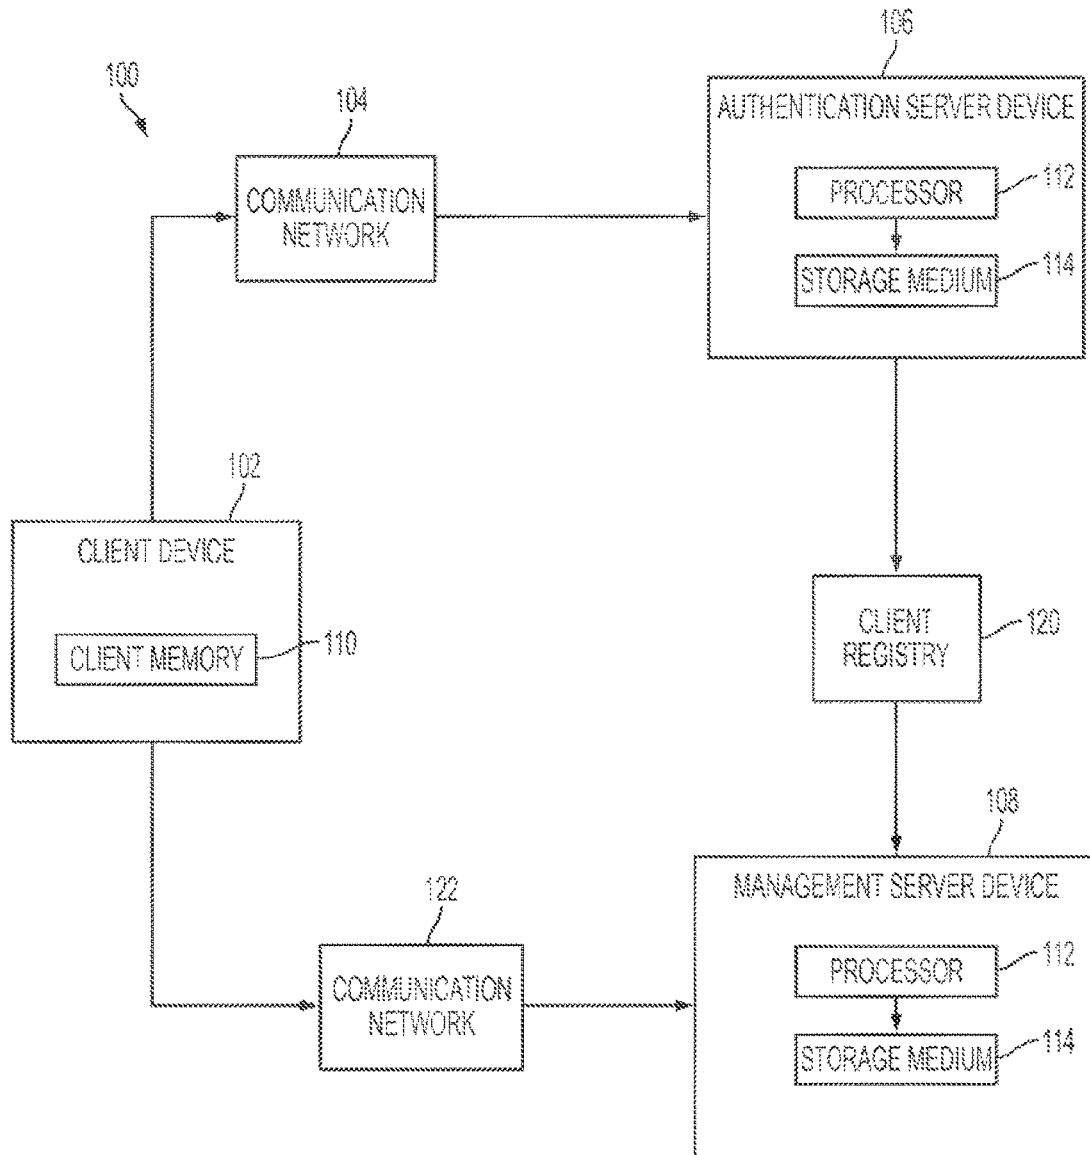 106
100
104
AUTHENTICATION SERVER DEVICE
COMMUNICATION
NETWORK
PROCESSOR
112
STORAGE MEDIUM
114
102
CLIENT DEVICE
CLIENT MEMORY
110
CLIENT
REGISTRY
120
108
MANAGEMENT SERVER DEVICE
122
COMMUNICATION
NETWORK
PROCESSOR
112
STORAGE MEDIUM
114